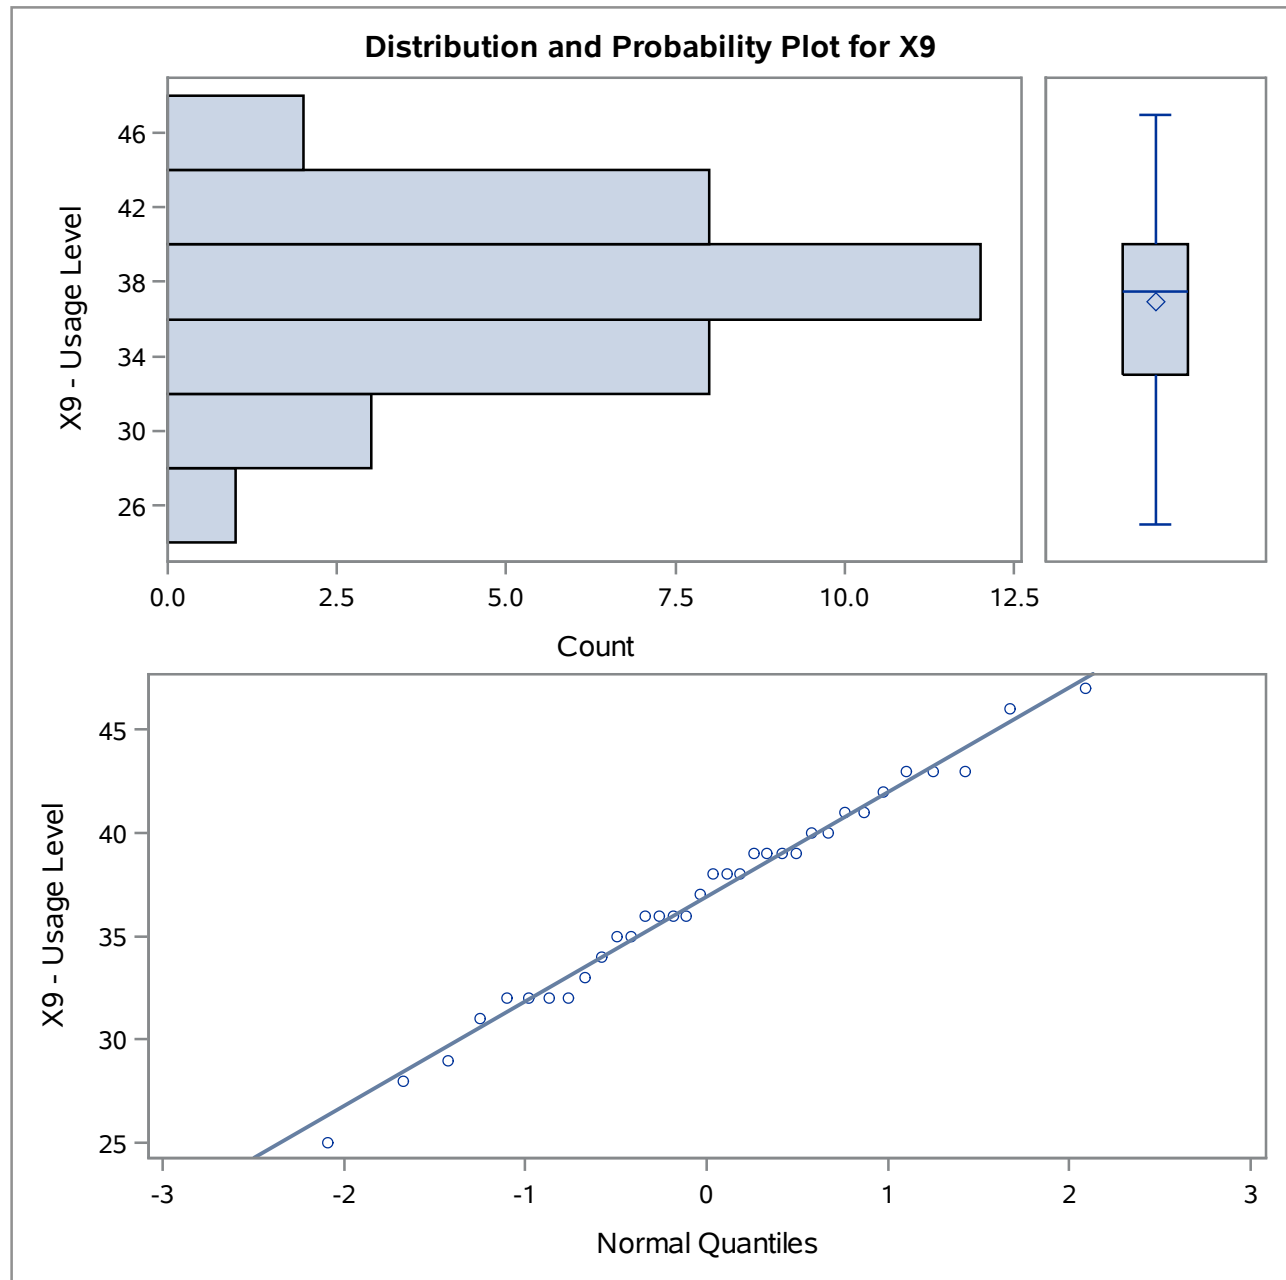 Distribution and Probability Plot for X9
X9 - Usage Level
46
42
38
34
30
26
0.0 2.5 5.0 7.5 10.0 12.5
Count
X9 - Usage Level
45
40
35
30
25
-3 -2 -1 0 1 2 3
Normal Quantiles